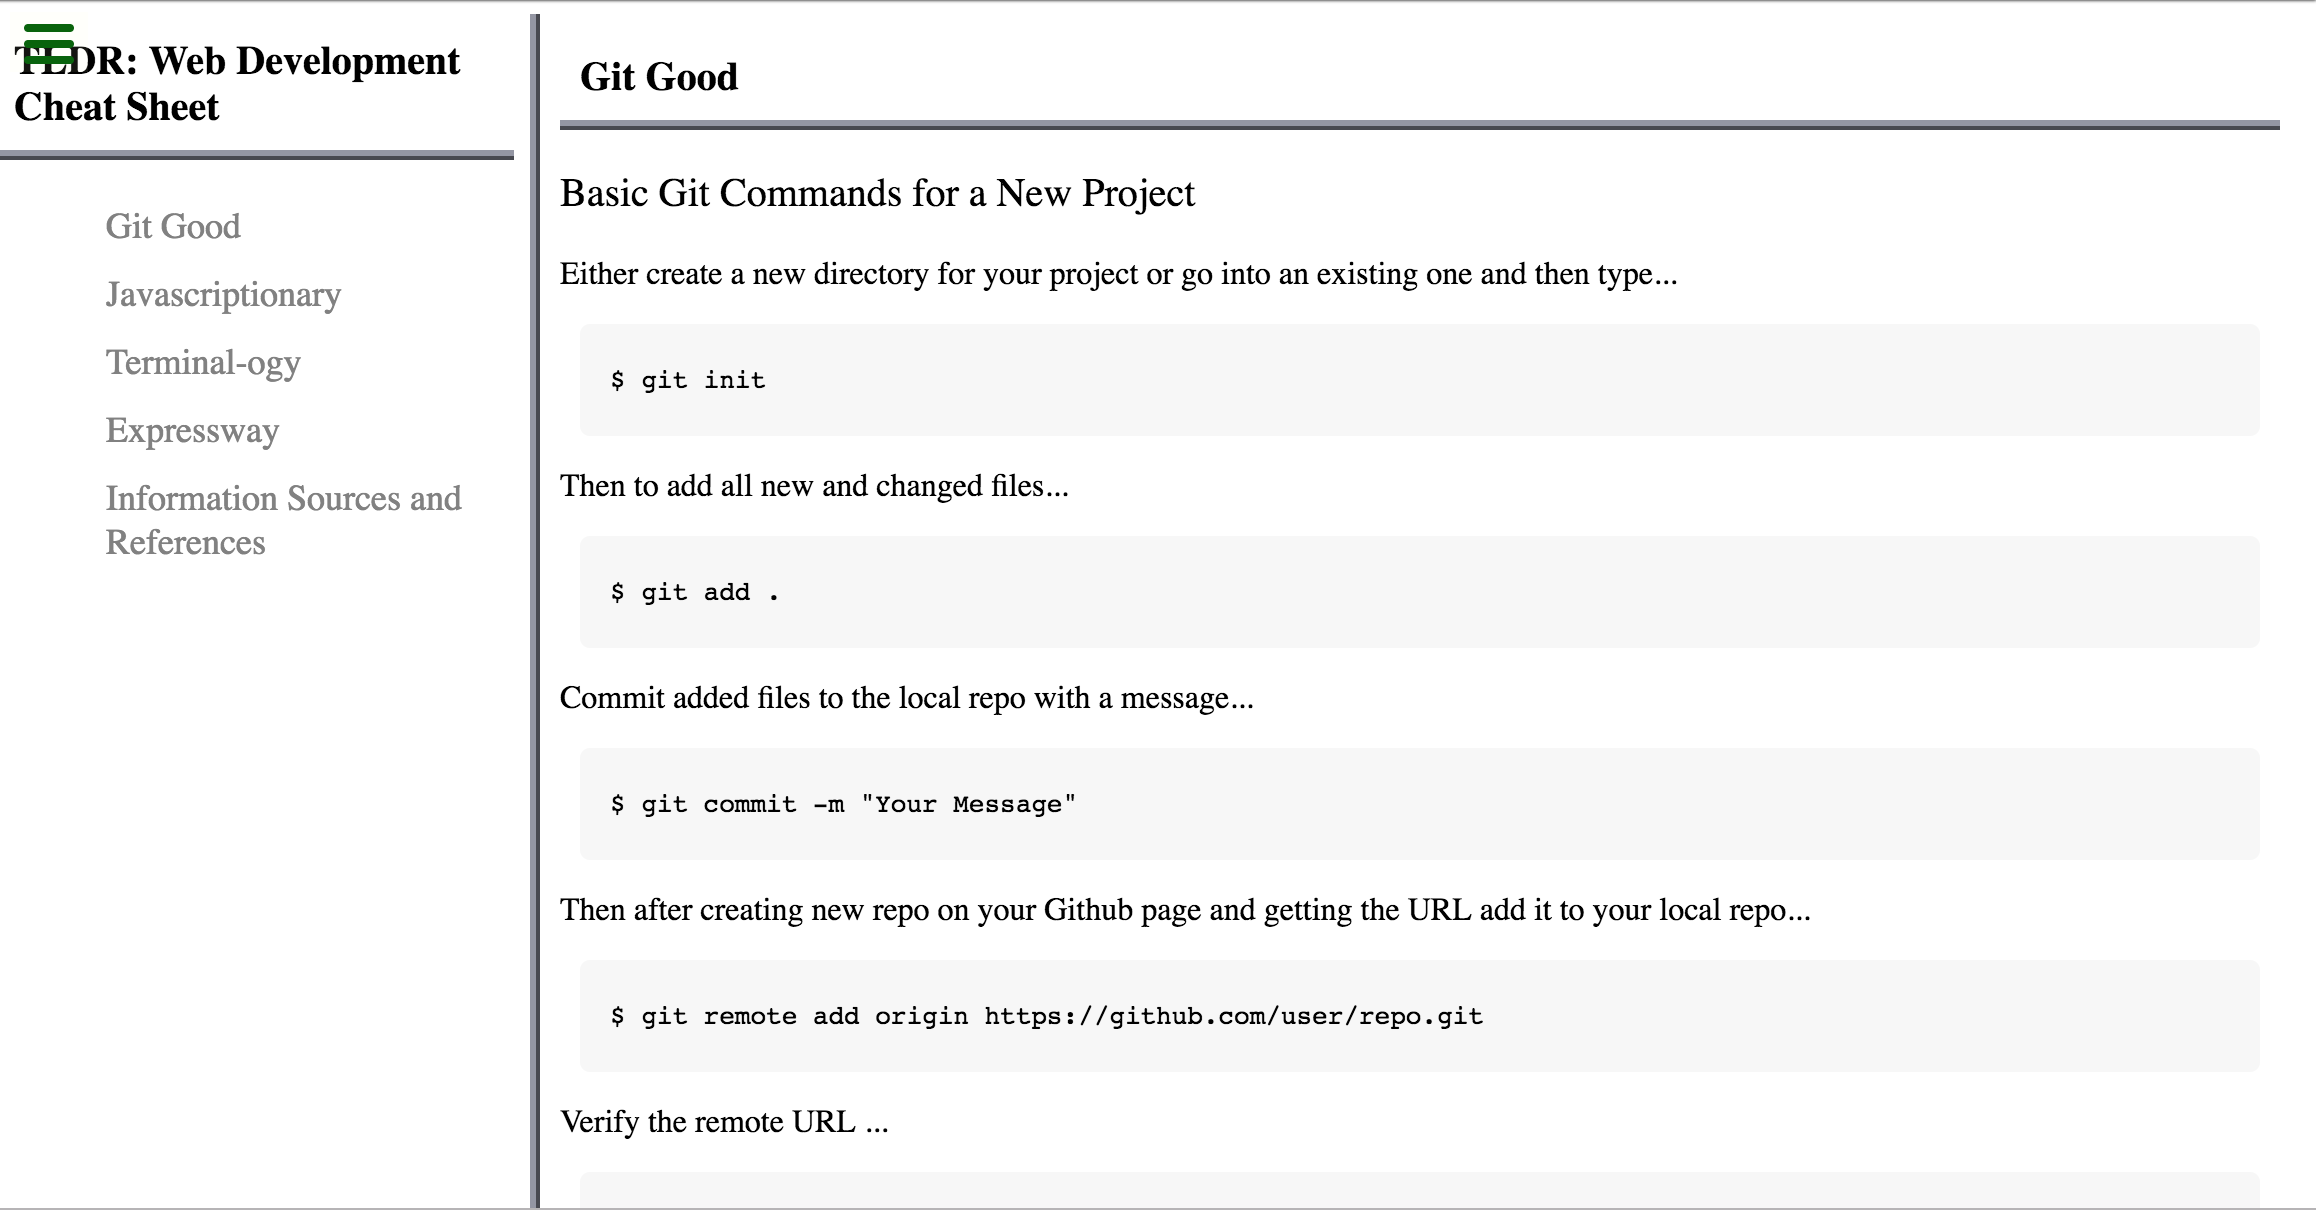 TLDR: Web Development
Cheat Sheet
Git Good
Javascriptionary
Terminal-ogy
Expressway
Information Sources and
References
Git Good
Basic Git Commands for a New Project
Either create a new directory for your project or go into an existing one and then type...
$ git init
Then to add all new and changed files...
$ git add .
Commit added files to the local repo with a message...
$ git commit -m "Your Message"
Then after creating new repo on your Github page and getting the URL add it to your local repo...
$ git remote add origin https://github.com/user/repo.git
Verify the remote URL ...